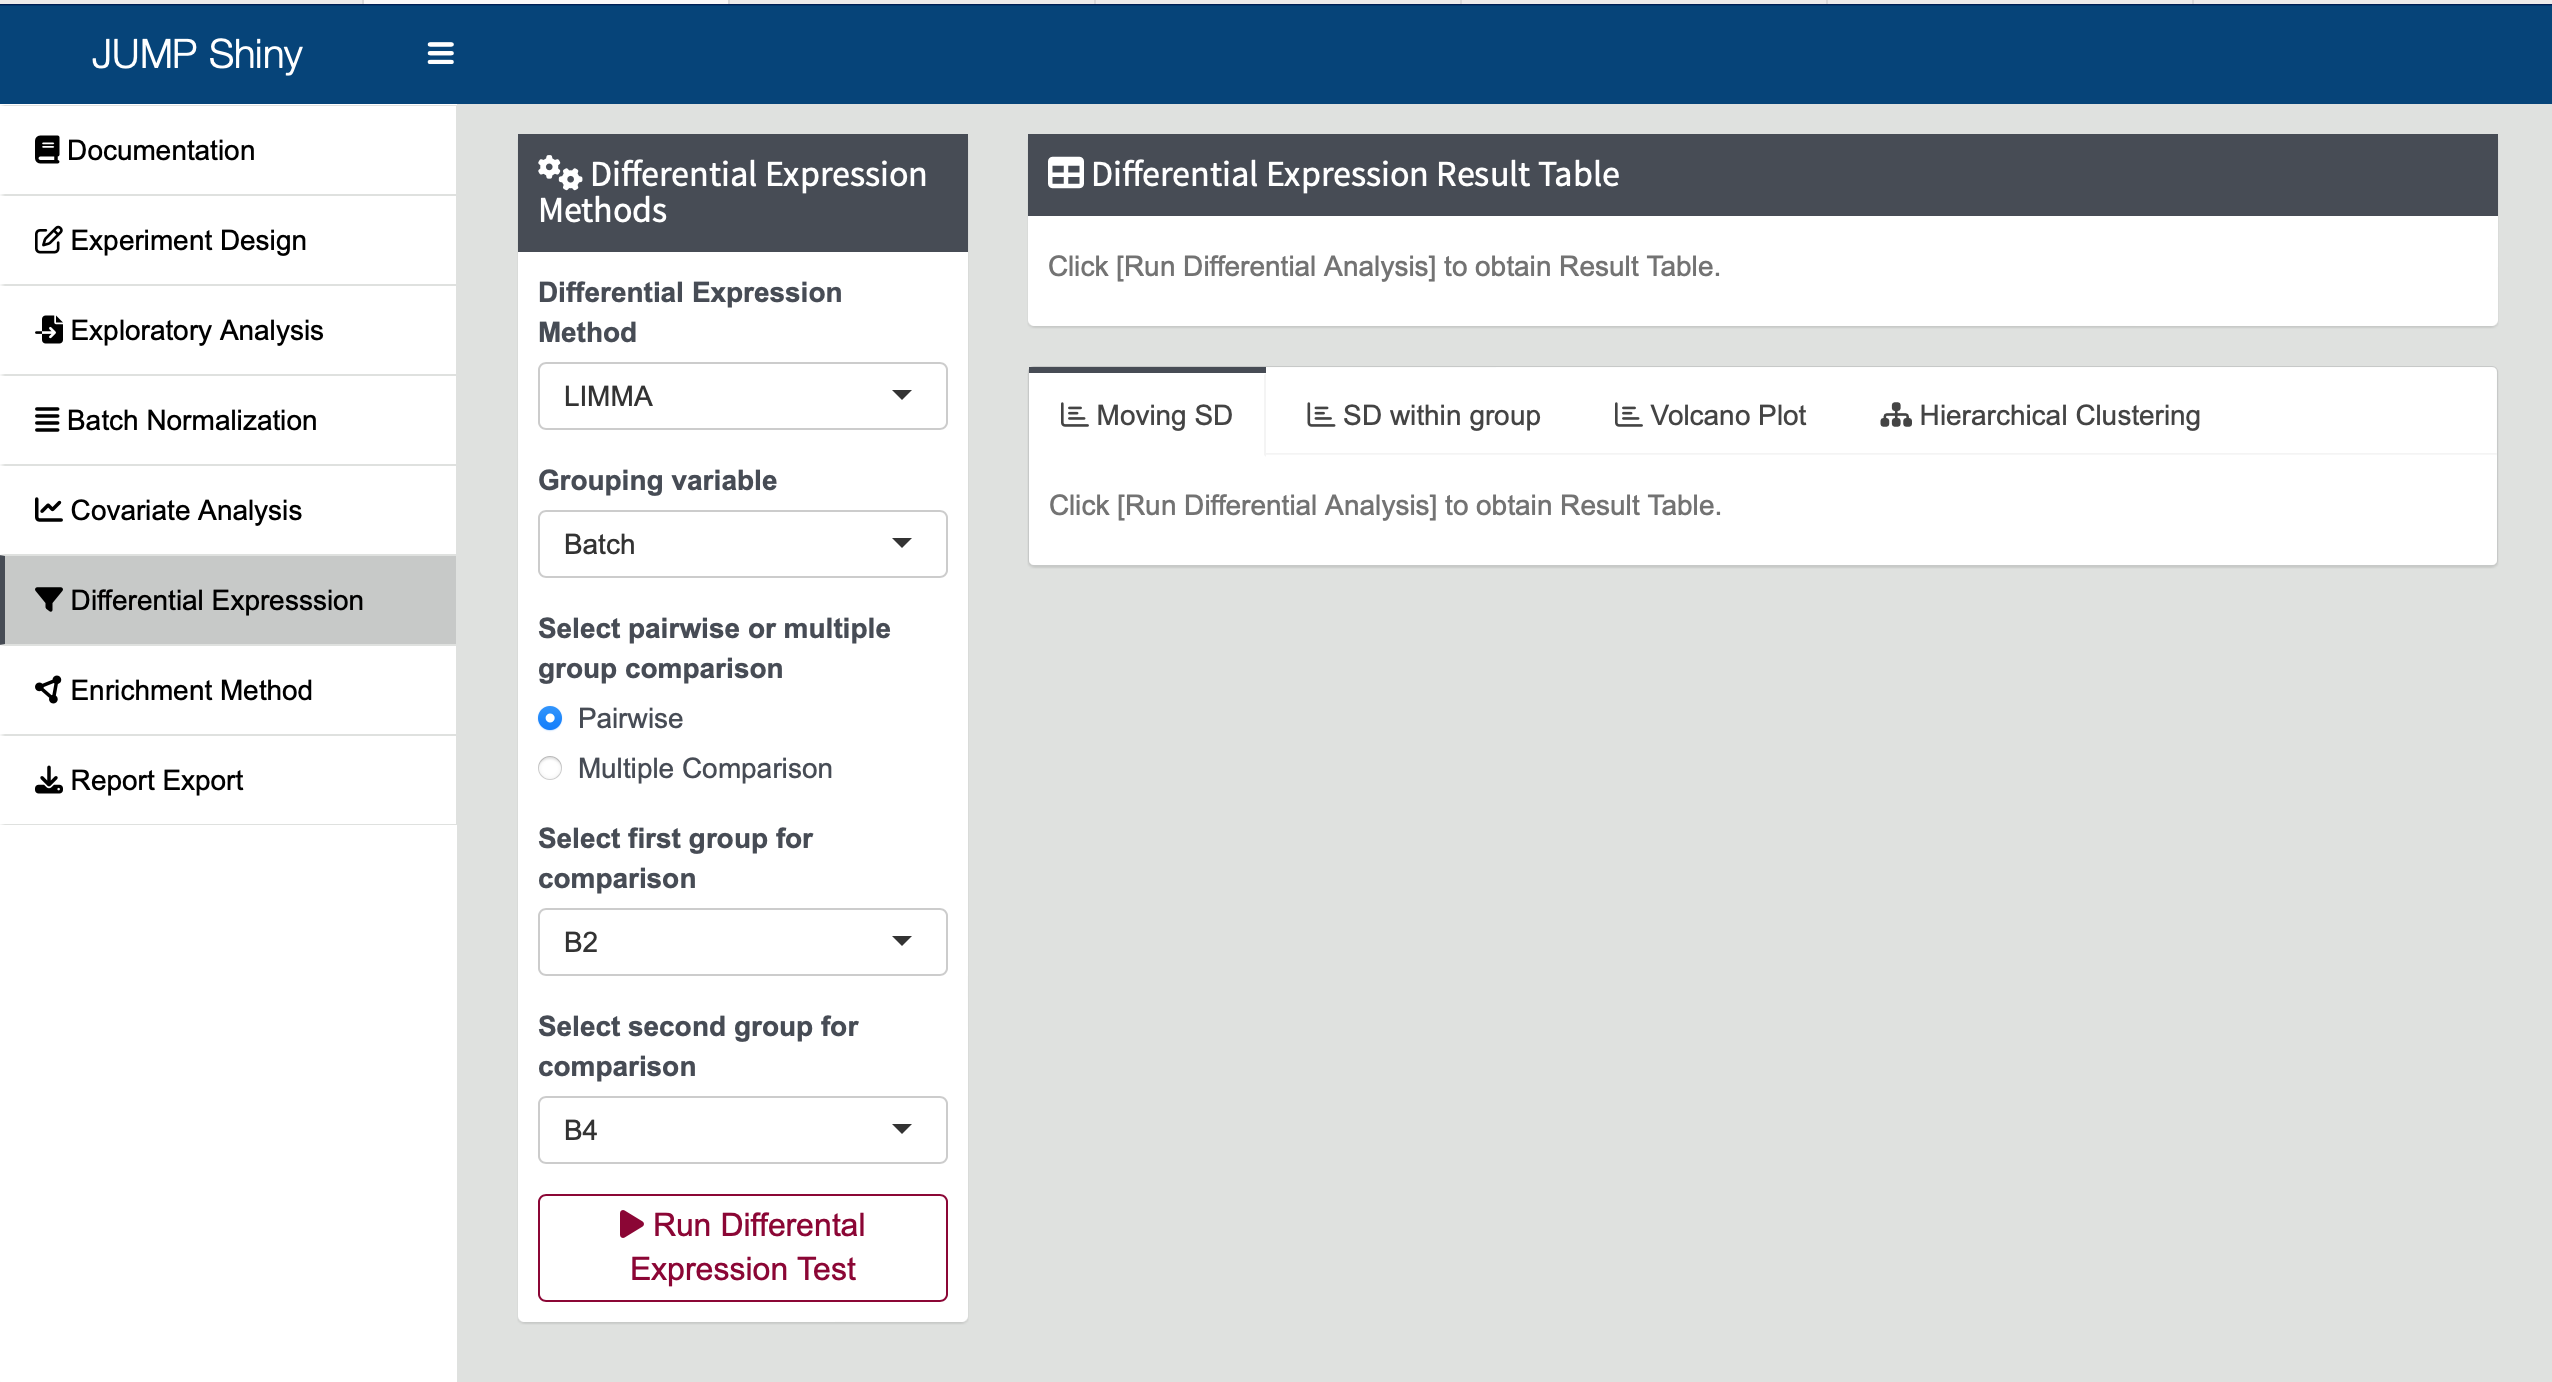 JUMP Shiny
Documentation
Experiment Design
Exploratory Analysis
Batch Normalization
Covariate Analysis
Differential Expresssion
Enrichment Method
Report Export
Differential Expression
Methods
Differential Expression
Method
LIMMA
Grouping variable
Batch
Select pairwise or multiple
group comparison
Pairwise
Multiple Comparison
Select first group for
comparison
B2
Select second group for
comparison
B4
Run Differental
Expression Test
Differential Expression Result Table
Click [Run Differential Analysis] to obtain Result Table.
Moving SD
SD within group
Volcano Plot
Hierarchical Clustering
Click [Run Differential Analysis] to obtain Result Table.